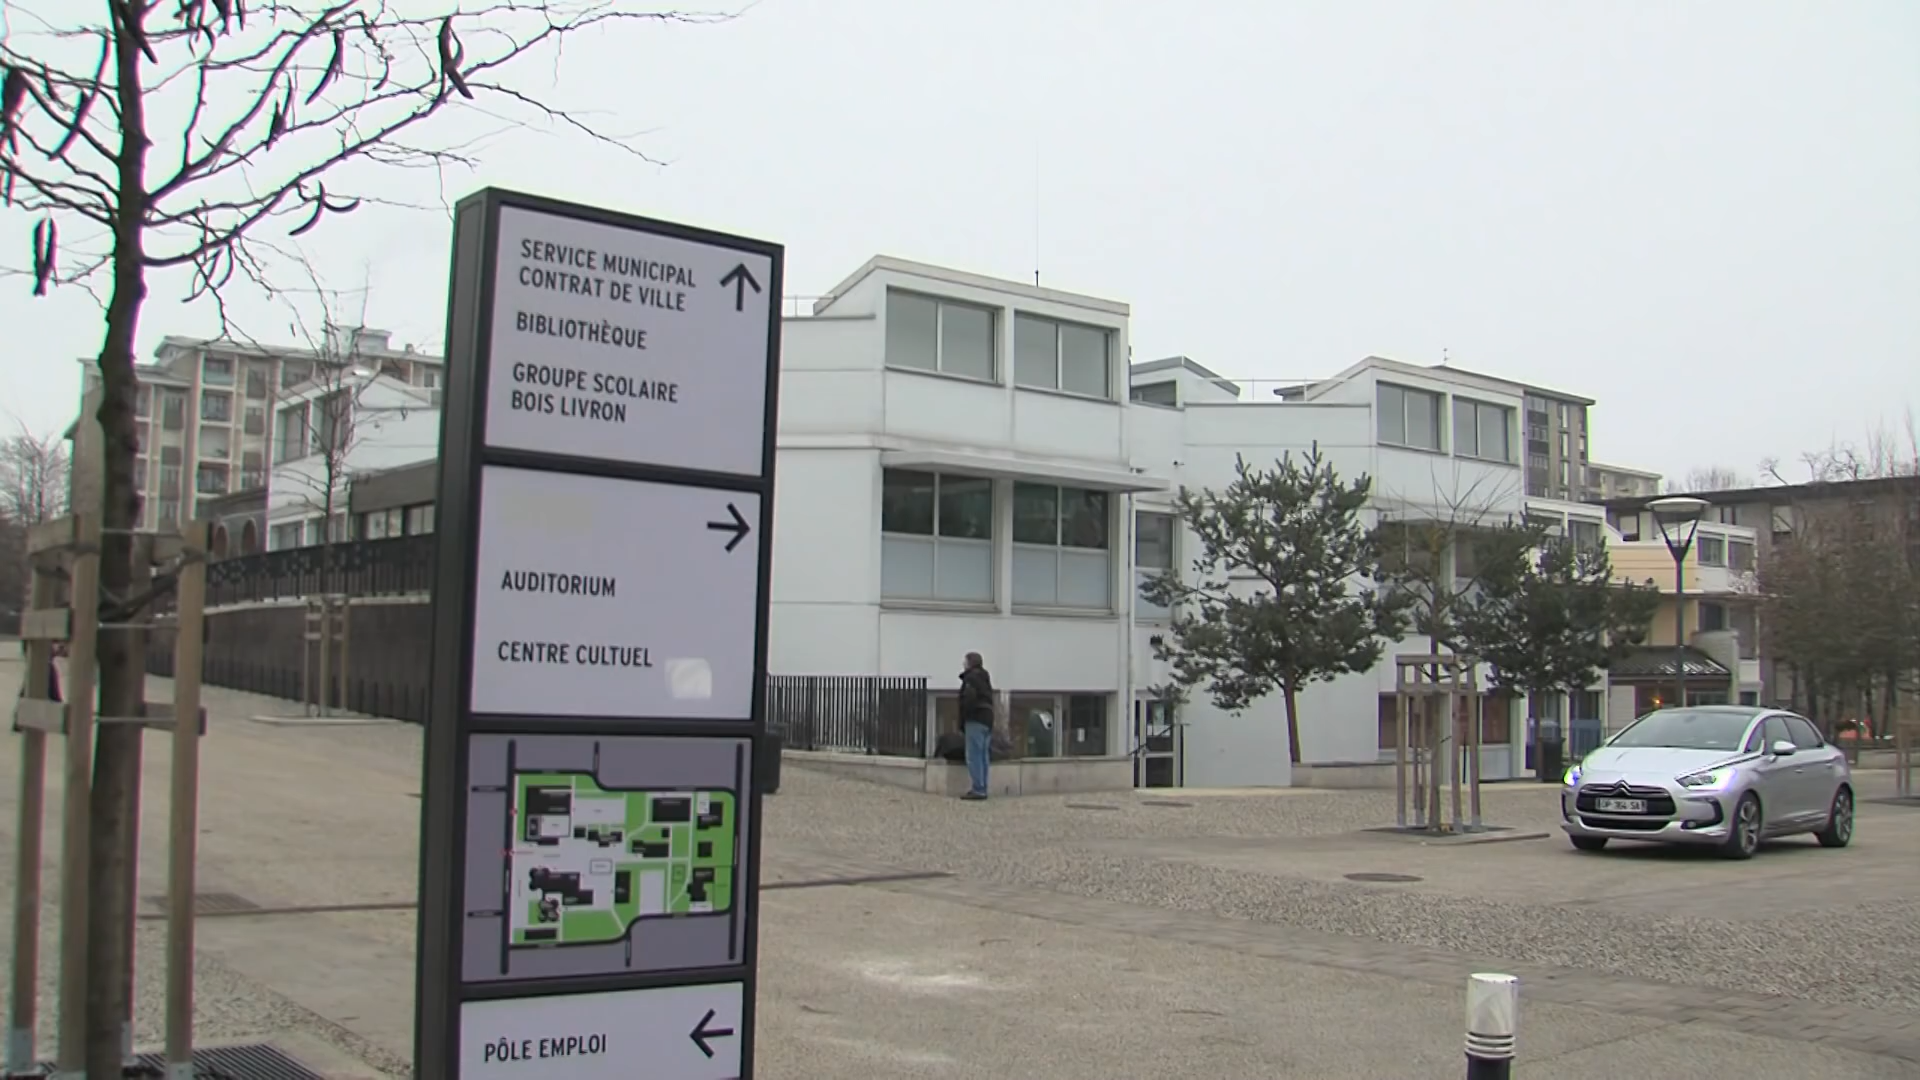 SERVICE MUNICIPAL
CONTRAT DE VILLE
BIBLIOTHÈQUE
GROUPE SCOLAIRE
BOIS LIVRON
AUDITORIUM
CENTRE CULTUEL
PÔLE EMPLOI